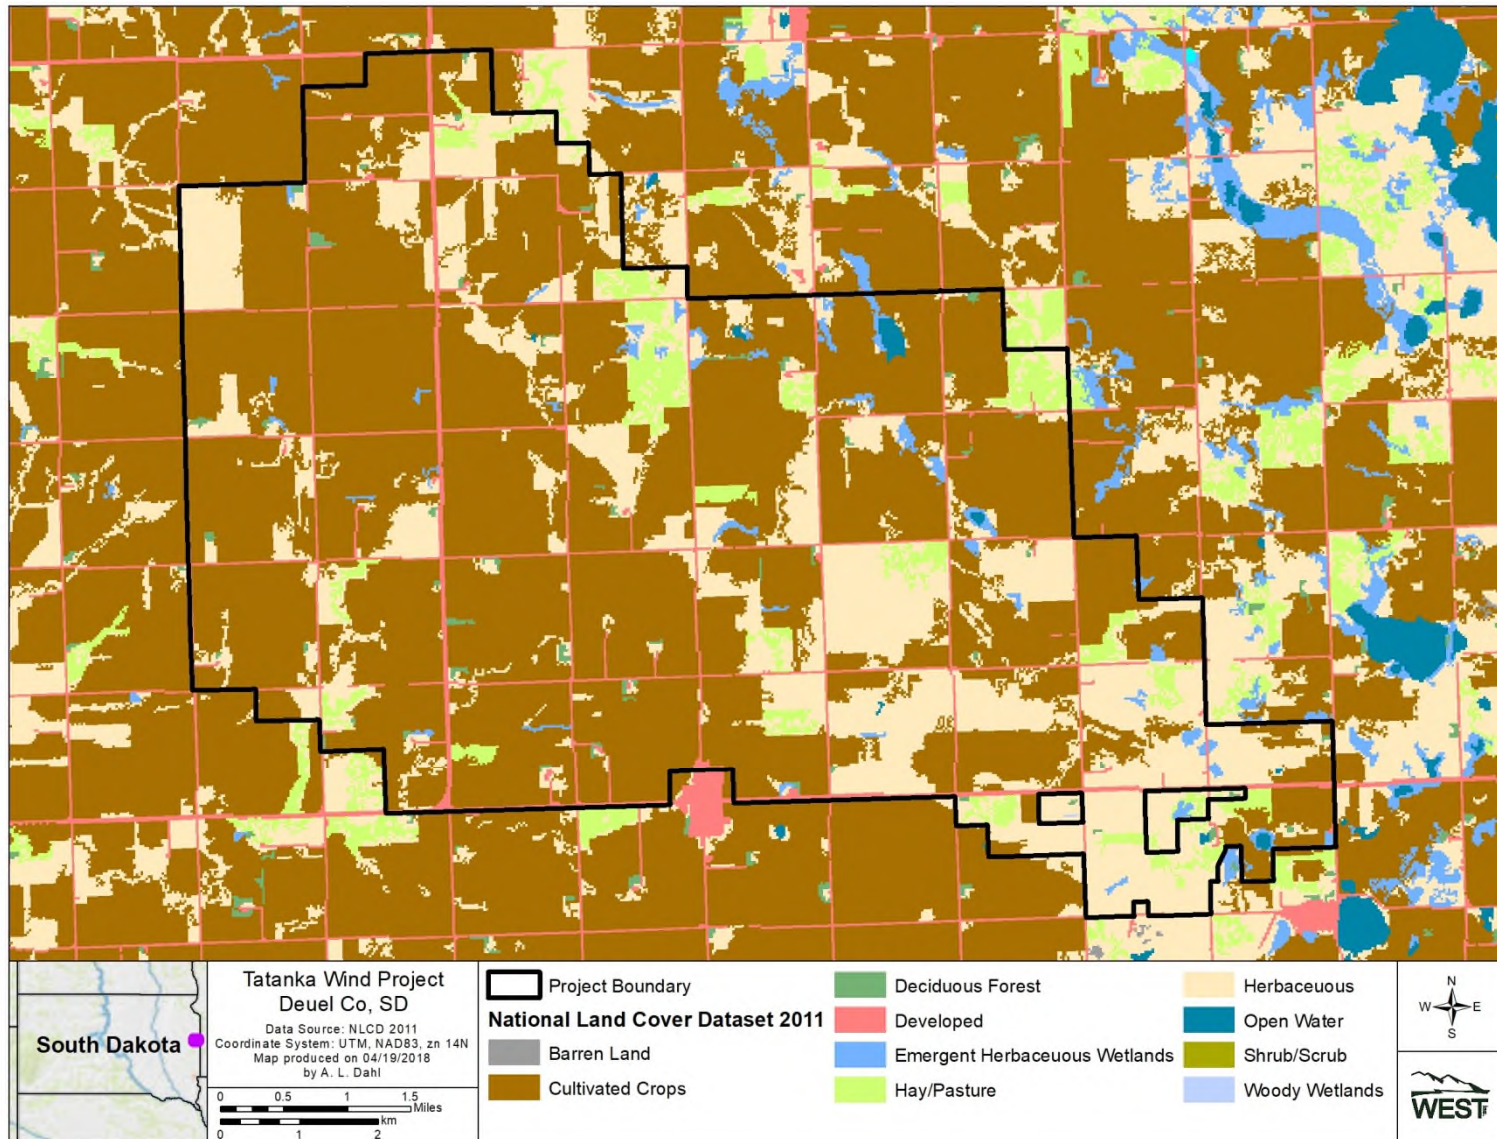 South Dakota
Tatanka Wind Project
Deuel Co, SD
Data Source: NLCD 2011
Coordinate System: UTM, NAD83, zn 14N
Map produced on 04/19/2018
by A. L. Dahl
0 0.5 1 1.5
Miles
km
0 1 2
Project Boundary
National Land Cover Dataset 2011
Barren Land
Cultivated Crops
Deciduous Forest
Developed
Emergent Herbaceuous Wetlands
Hay/Pasture
Herbaceuous
Open Water
Shrub/Scrub
Woody Wetlands
N
W E
S
WEST